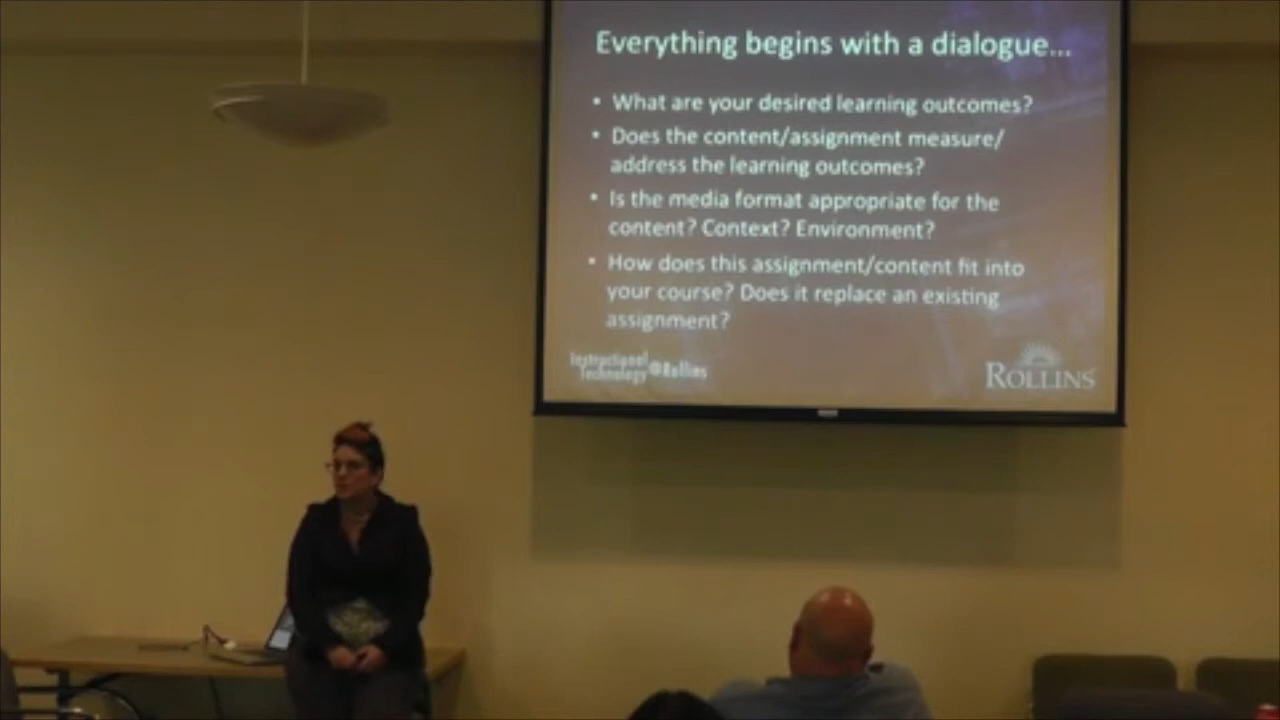 Everything begins with a dialogue...
• What are your desired learning outcomes?
• Does the content/assignment measure/
address the learning outcomes?
• Is the media format appropriate for the
content? Context? Environment?
• How does this assignment/content fit into
your course? Does it replace an existing
assignment?
Instructional
Technology @Rollins
ROLLINS